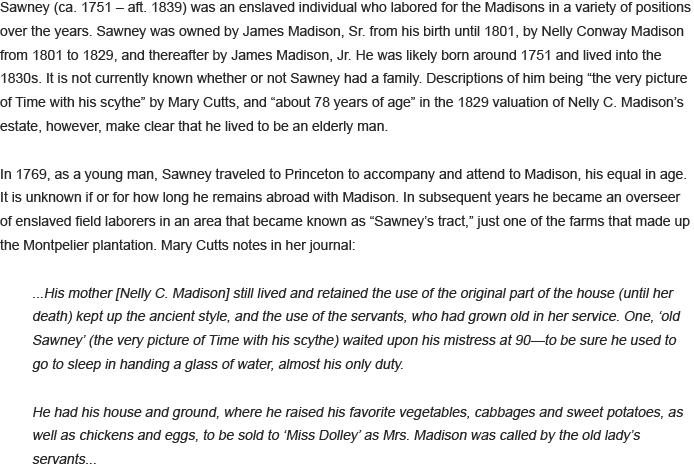 Sawney (ca. 1751 – aft. 1839) was an enslaved individual who labored for the Madisons in a variety of positions
over the years. Sawney was owned by James Madison, Sr. from his birth until 1801, by Nelly Conway Madison
from 1801 to 1829, and thereafter by James Madison, Jr. He was likely born around 1751 and lived into the
1830s. It is not currently known whether or not Sawney had a family. Descriptions of him being “the very picture
of Time with his scythe” by Mary Cutts, and “about 78 years of age” in the 1829 valuation of Nelly C. Madison’s
estate, however, make clear that he lived to be an elderly man.
In 1769, as a young man, Sawney traveled to Princeton to accompany and attend to Madison, his equal in age.
It is unknown if or for how long he remains abroad with Madison. In subsequent years he became an overseer
of enslaved field laborers in an area that became known as “Sawney’s tract,” just one of the farms that made up
the Montpelier plantation. Mary Cutts notes in her journal:
...His mother [Nelly C. Madison] still lived and retained the use of the original part of the house (until her
death) kept up the ancient style, and the use of the servants, who had grown old in her service. One, ‘old
Sawney’ (the very picture of Time with his scythe) waited upon his mistress at 90—to be sure he used to
go to sleep in handing a glass of water, almost his only duty.
He had his house and ground, where he raised his favorite vegetables, cabbages and sweet potatoes, as
well as chickens and eggs, to be sold to ‘Miss Dolley’ as Mrs. Madison was called by the old lady’s
servants...